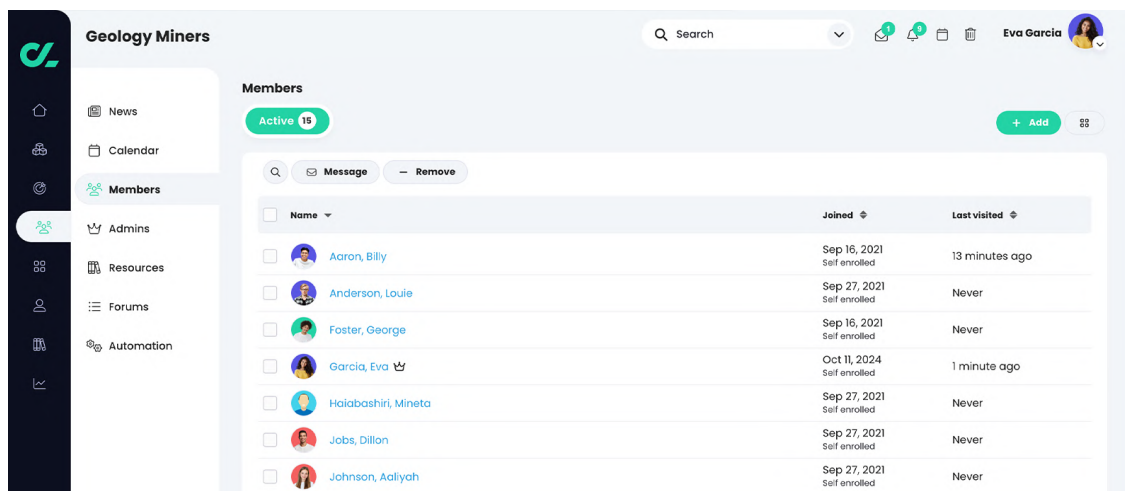 Geology Miners
Search
1
9
Eva Garcia
News
Calendar
Members
Admins
Resources
Forums
Automation
Members
Active 15
+ Add
Message
Remove
Name Joined Last visited
Aaron, Billy Sep 16, 2021 13 minutes ago
Self enrolled
Anderson, Louie Sep 27, 2021 Never
Self enrolled
Foster, George Sep 16, 2021 Never
Self enrolled
Garcia, Eva Oct 11, 2024 1 minute ago
Self enrolled
Haiabashiri, Mineta Sep 27, 2021 Never
Self enrolled
Jobs, Dillon Sep 27, 2021 Never
Self enrolled
Johnson, Aaliyah Sep 27, 2021 Never
Self enrolled